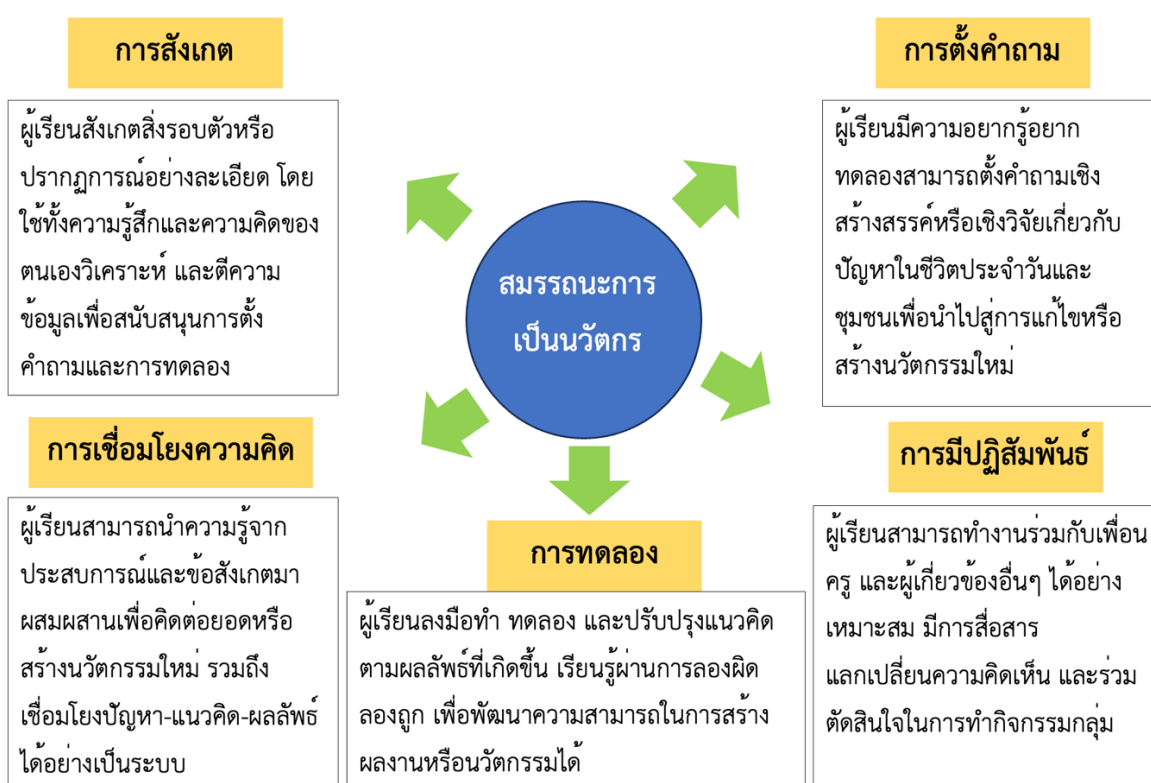 การสังเกต
ผู้เรียนสังเกตสิ่งรอบตัวหรือ
ปรากฏการณ์อย่างละเอียด โดย
ใช้ทั้งความรู้สึกและความคิดของ
ตนเองวิเคราะห์ และตีความ
ข้อมูลเพื่อสนับสนุนการตั้ง
คำถามและการทดลอง
การตั้งคำถาม
ผู้เรียนมีความอยากรู้อยาก
ทดลองสามารถตั้งคำถามเชิง
สร้างสรรค์หรือเชิงวิจัยเกี่ยวกับ
ปัญหาในชีวิตประจำวันและ
ชุมชนเพื่อนำไปสู่การแก้ไขหรือ
สร้างนวัตกรรมใหม่
สมรรถนะการ
เป็นนวัตกร
การเชื่อมโยงความคิด
ผู้เรียนสามารถนำความรู้จาก
ประสบการณ์และข้อสังเกตมา
ผสมผสานเพื่อคิดต่อยอดหรือ
สร้างนวัตกรรมใหม่ รวมถึง
เชื่อมโยงปัญหา-แนวคิด-ผลลัพธ์
ได้อย่างเป็นระบบ
การทดลอง
ผู้เรียนลงมือทำ ทดลอง และปรับปรุงแนวคิด
ตามผลลัพธ์ที่เกิดขึ้น เรียนรู้ผ่านการลองผิด
ลองถูก เพื่อพัฒนาความสามารถในการสร้าง
ผลงานหรือนวัตกรรมได้
การมีปฏิสัมพันธ์
ผู้เรียนสามารถทำงานร่วมกับเพื่อน
ครู และผู้เกี่ยวข้องอื่นๆ ได้อย่าง
เหมาะสม มีการสื่อสาร
แลกเปลี่ยนความคิดเห็น และร่วม
ตัดสินใจในการทำกิจกรรมกลุ่ม